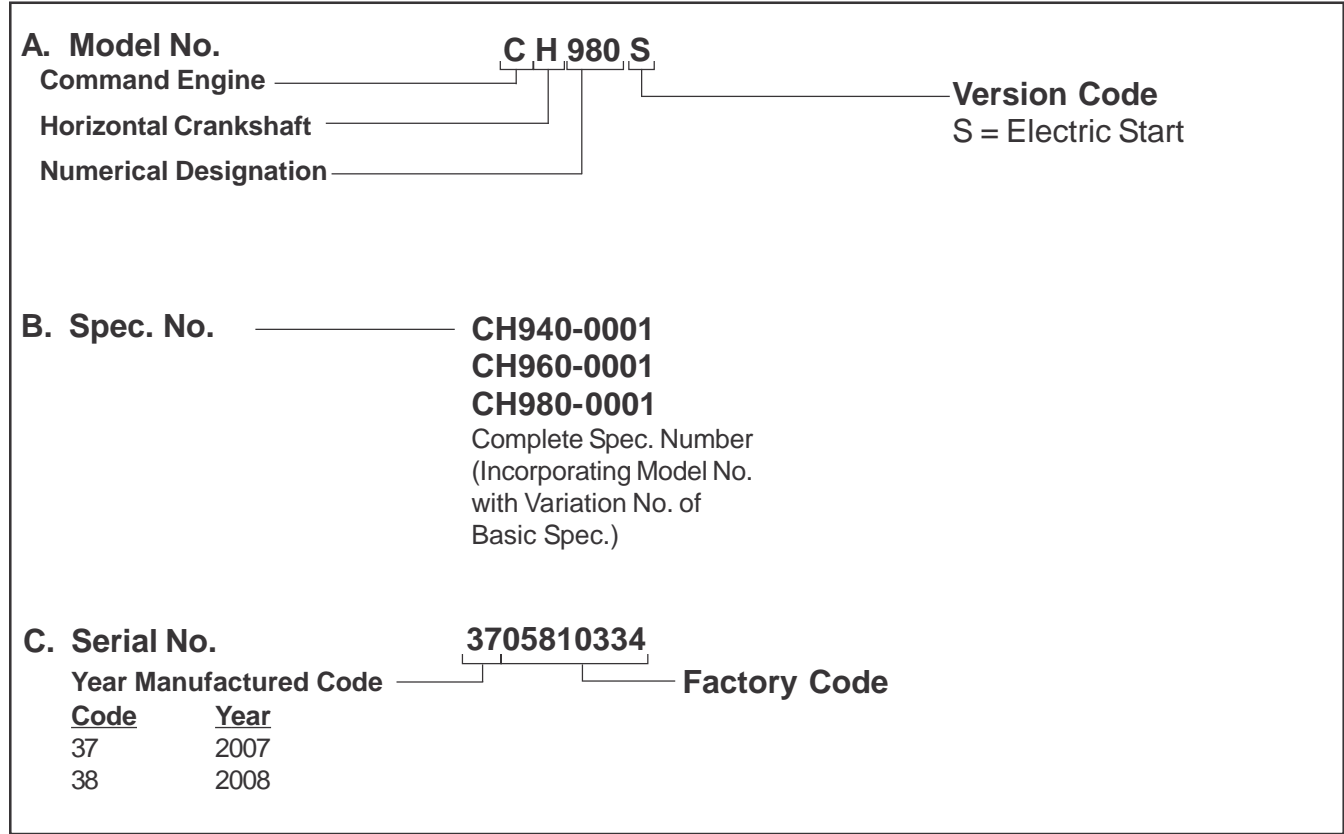 A. Model No.
C H 980 S
Command Engine
Horizontal Crankshaft
Numerical Designation
Version Code
S = Electric Start
B. Spec. No.
CH940-0001
CH960-0001
CH980-0001
Complete Spec. Number
(Incorporating Model No.
with Variation No. of
Basic Spec.)
C. Serial No.
3705810334
Year Manufactured Code
Factory Code
Code Year
37 2007
38 2008